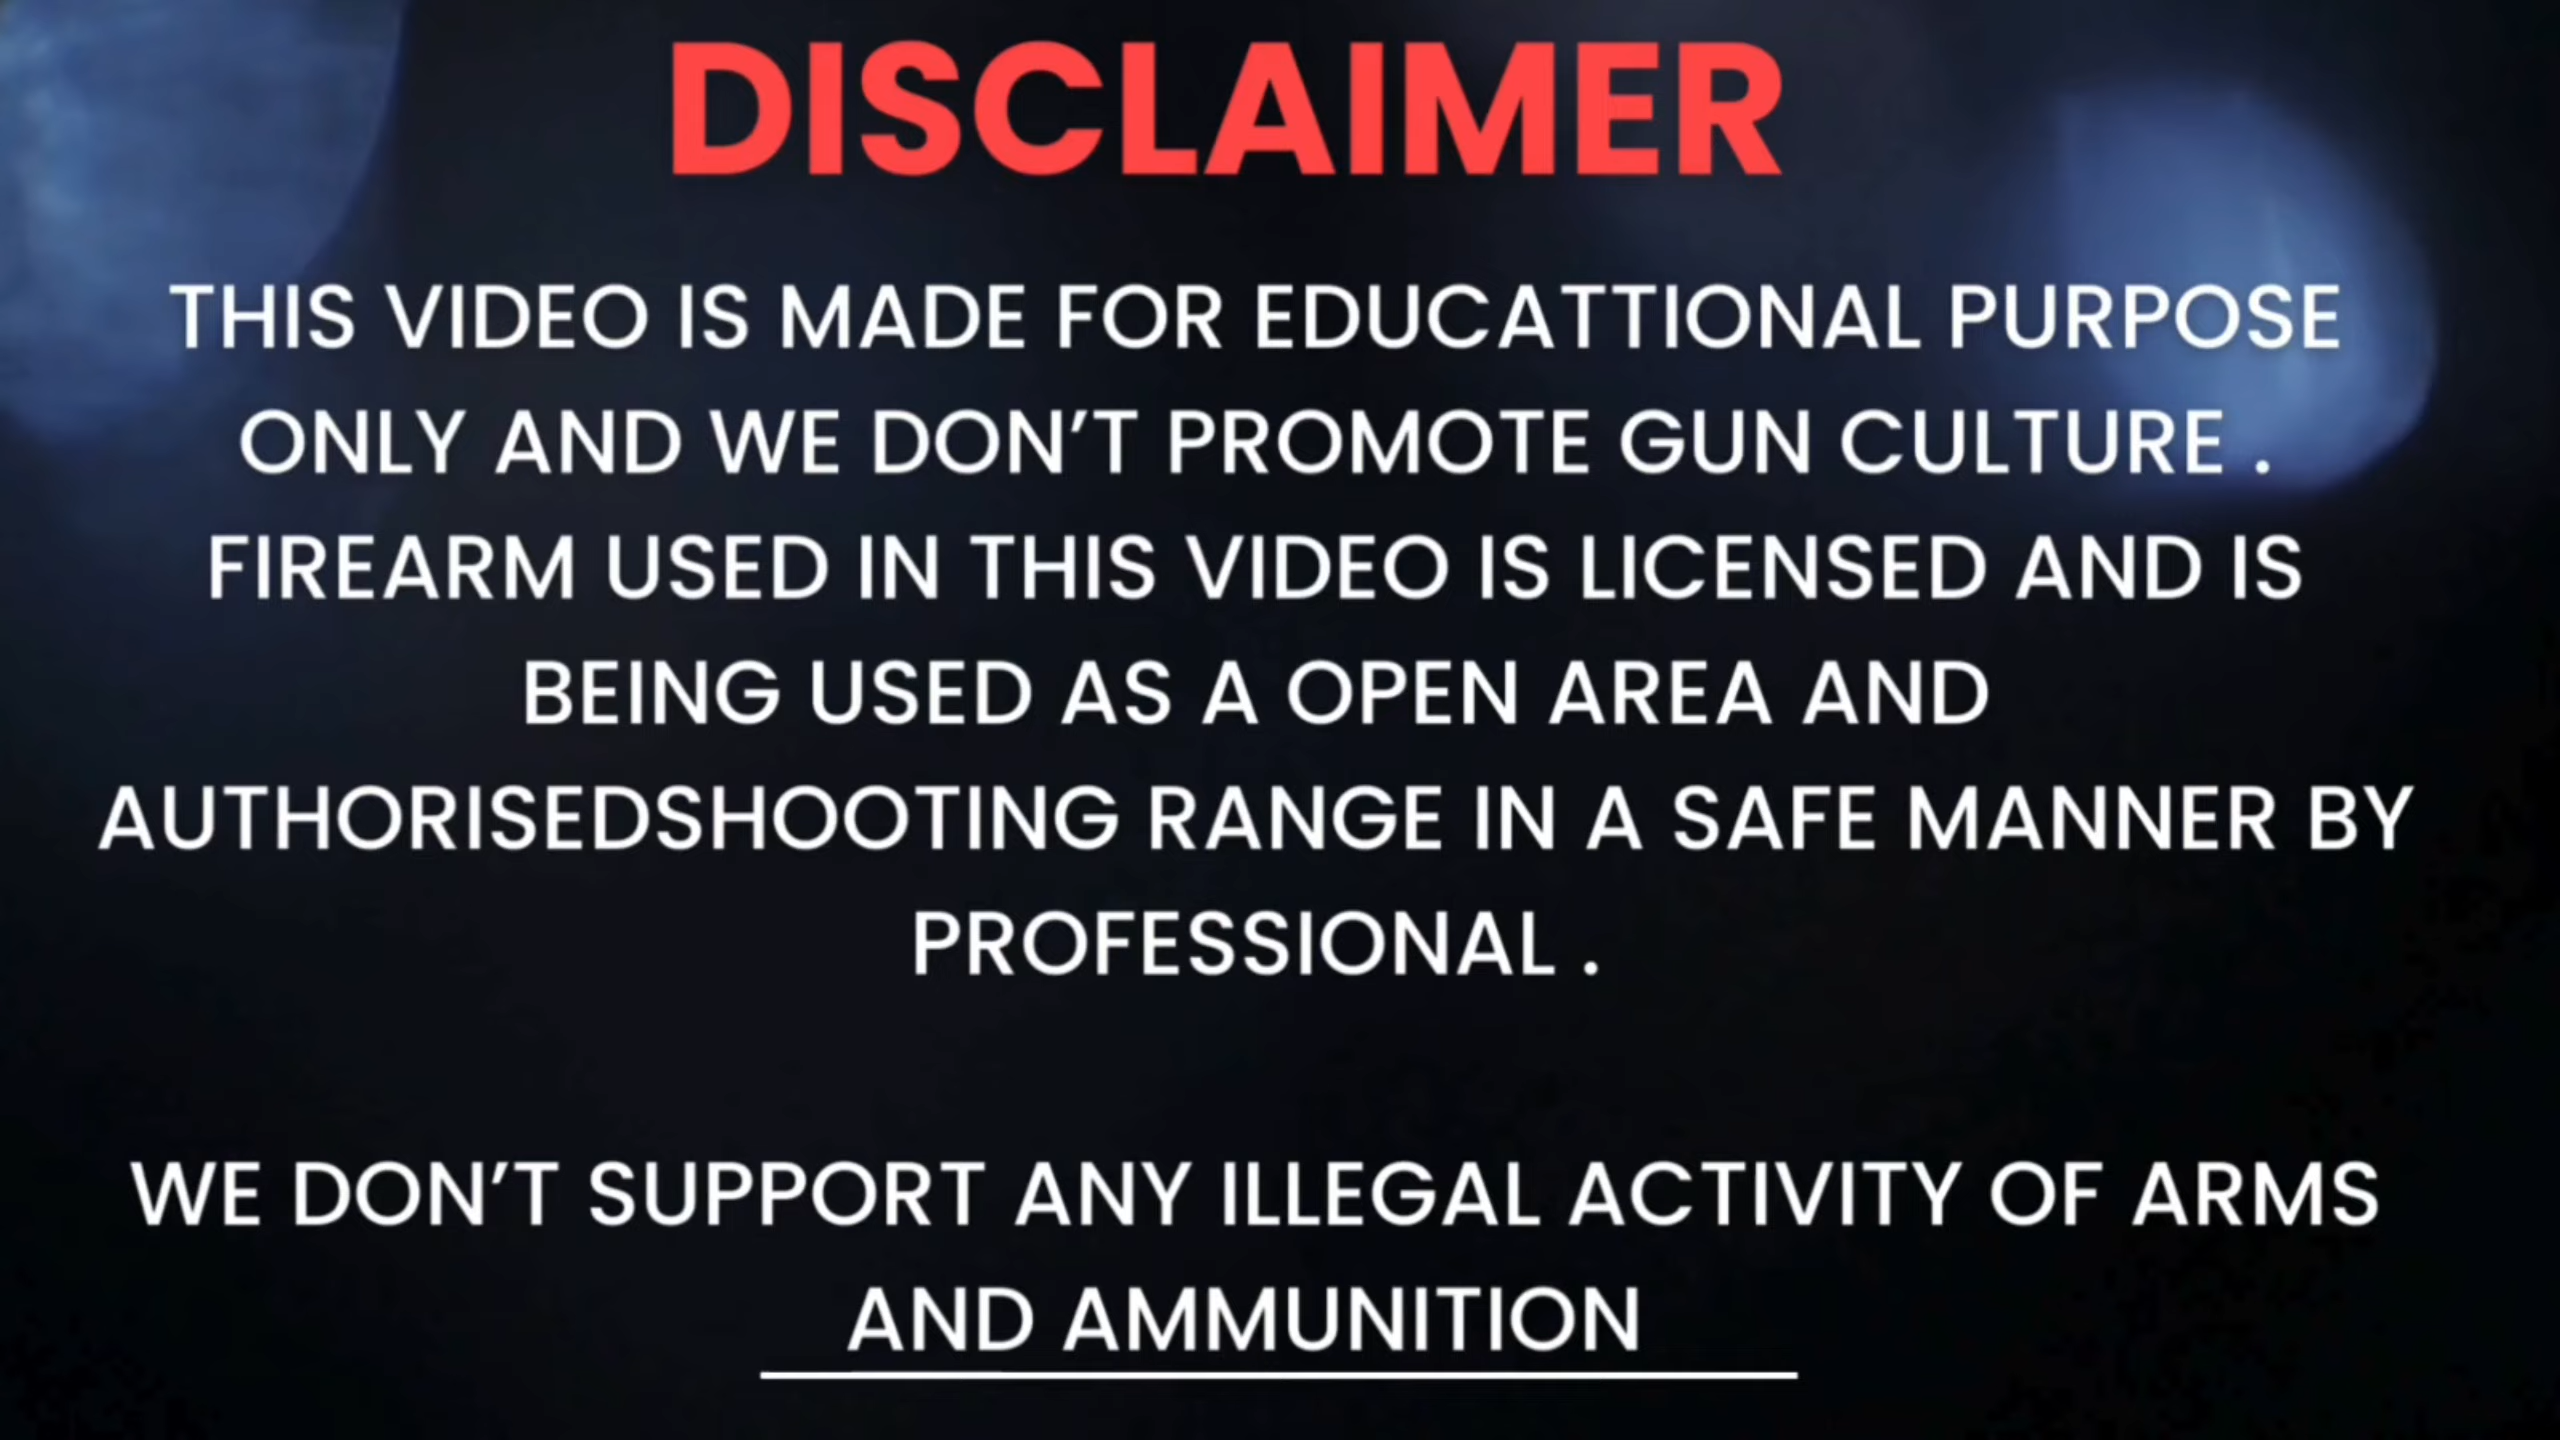 DISCLAIMER
THIS VIDEO IS MADE FOR EDUCATTIONAL PURPOSE
ONLY AND WE DON’T PROMOTE GUN CULTURE .
FIREARM USED IN THIS VIDEO IS LICENSED AND IS
BEING USED AS A OPEN AREA AND
AUTHORISEDSHOOTING RANGE IN A SAFE MANNER BY
PROFESSIONAL .
WE DON’T SUPPORT ANY ILLEGAL ACTIVITY OF ARMS
AND AMMUNITION